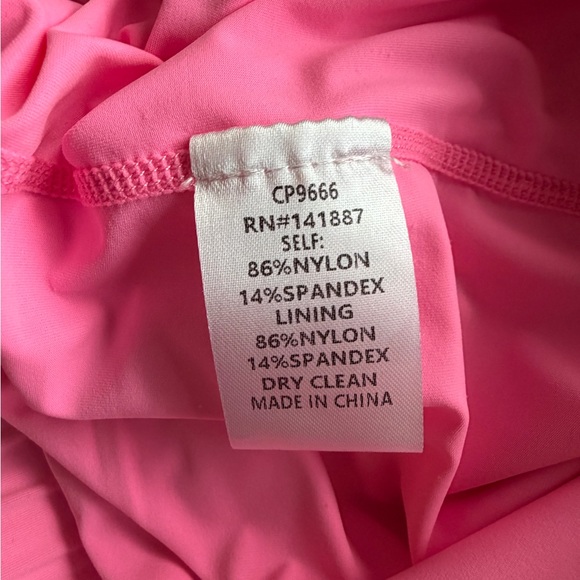 CP9666
RN#141887
SELF:
86%NYLON
14%SPANDEX
LINING
86%NYLON
14%SPANDEX
DRY CLEAN
MADE IN CHINA